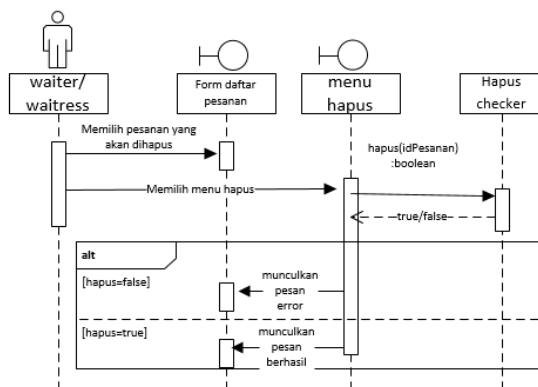 waiter/
waitress
Form daftar
pesanan
menu
hapus
Hapus
checker
Memilih pesanan yang
akan dihapus
hapus(idPesanan)
:boolean
Memilih menu hapus
true/false
alt
[hapus=false]
munculkan
pesan
error
[hapus=true]
munculkan
pesan
berhasil